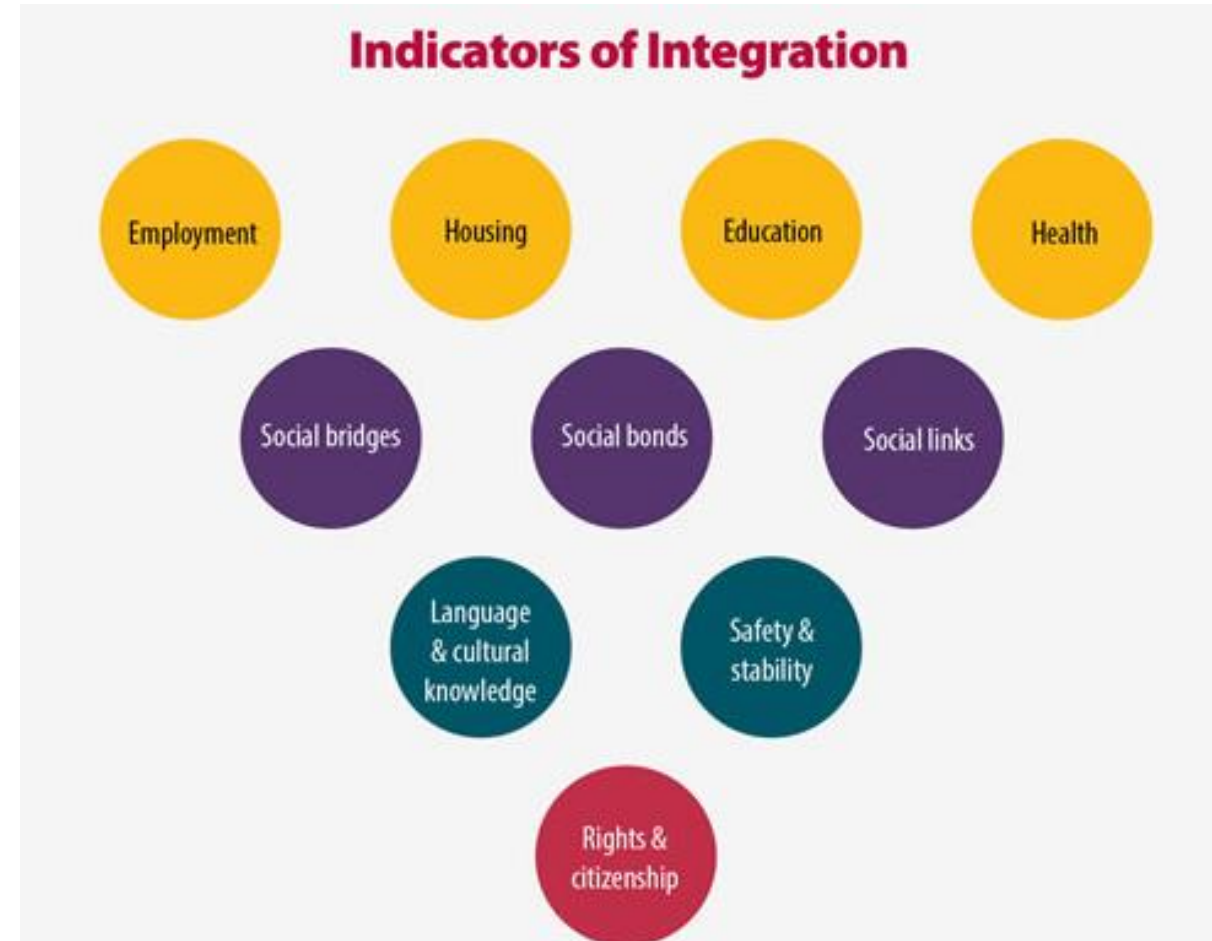 Indicators of Integration
Employment
Housing
Education
Health
Social bridges
Social bonds
Social links
Language
& cultural
knowledge
Safety &
stability
Rights &
citizenship